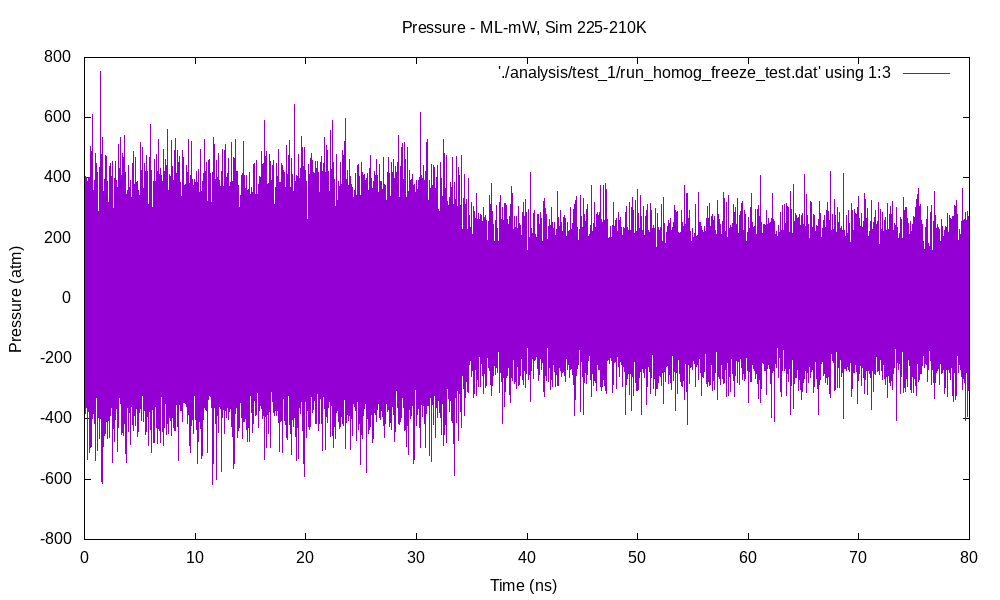 Pressure - ML-mW, Sim 225-210K
'./analysis/test_1/run_homog_freeze_test.dat' using 1:3
800
600
400
200
0
-200
-400
-600
-800
Pressure (atm)
0 10 20 30 40 50 60 70 80
Time (ns)